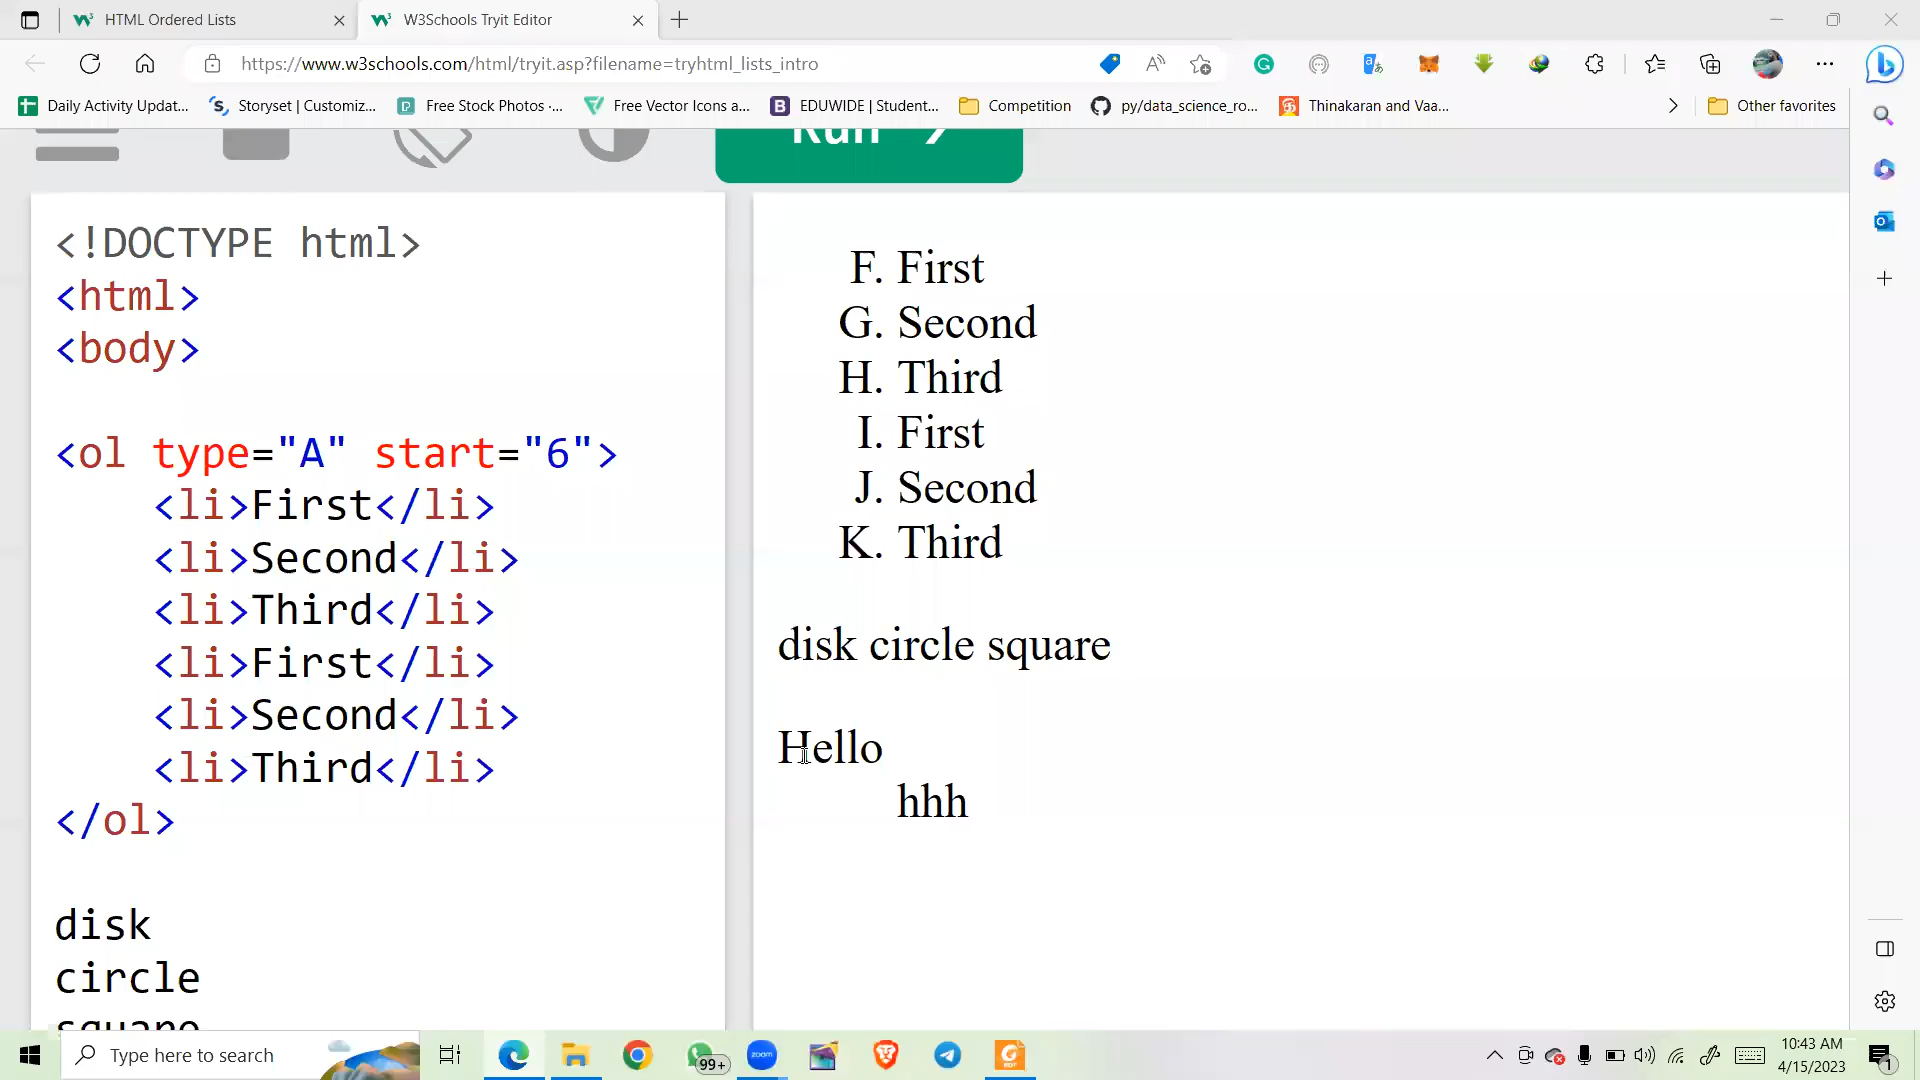 HTML Ordered Lists
W3Schools Tryit Editor
https://www.w3schools.com/html/tryit.asp?filename=tryhtml_lists_intro
Daily Activity Updat...
Storyset | Customiz...
Free Stock Photos ·...
Free Vector Icons a...
EDUWIDE | Student...
Competition
py/data_science_ro...
Thinakaran and Vaa...
Other favorites
Run
<!DOCTYPE html>
<html>
<body>
<ol type="A" start="6">
<li>First</li>
<li>Second</li>
<li>Third</li>
<li>First</li>
<li>Second</li>
<li>Third</li>
</ol>
disk
circle
square
F. First
G. Second
H. Third
I. First
J. Second
K. Third
disk circle square
Hello
hhh
Type here to search
99+
zoom
10:43 AM
4/15/2023
1